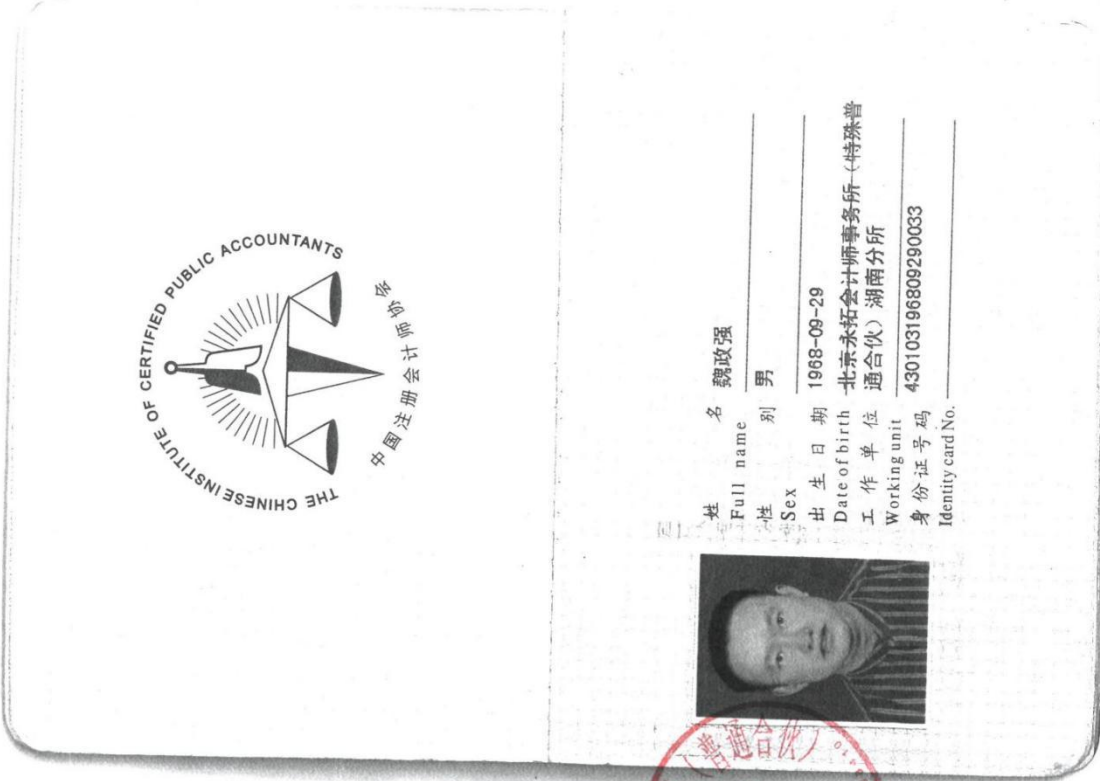 THE CHINESE INSTITUTE OF CERTIFIED PUBLIC ACCOUNTANTS
中国注册会计师协会
姓 名 魏政强
Full name
性 别 男
Sex
出 生 日 期 1968-09-29
Date of birth
工 作 单 位 北京永拓会计师事务所（特殊普
通合伙）湖南分所
Working unit
身 份 证 号 码 430103196809290033
Identity card No.
（普通合伙）